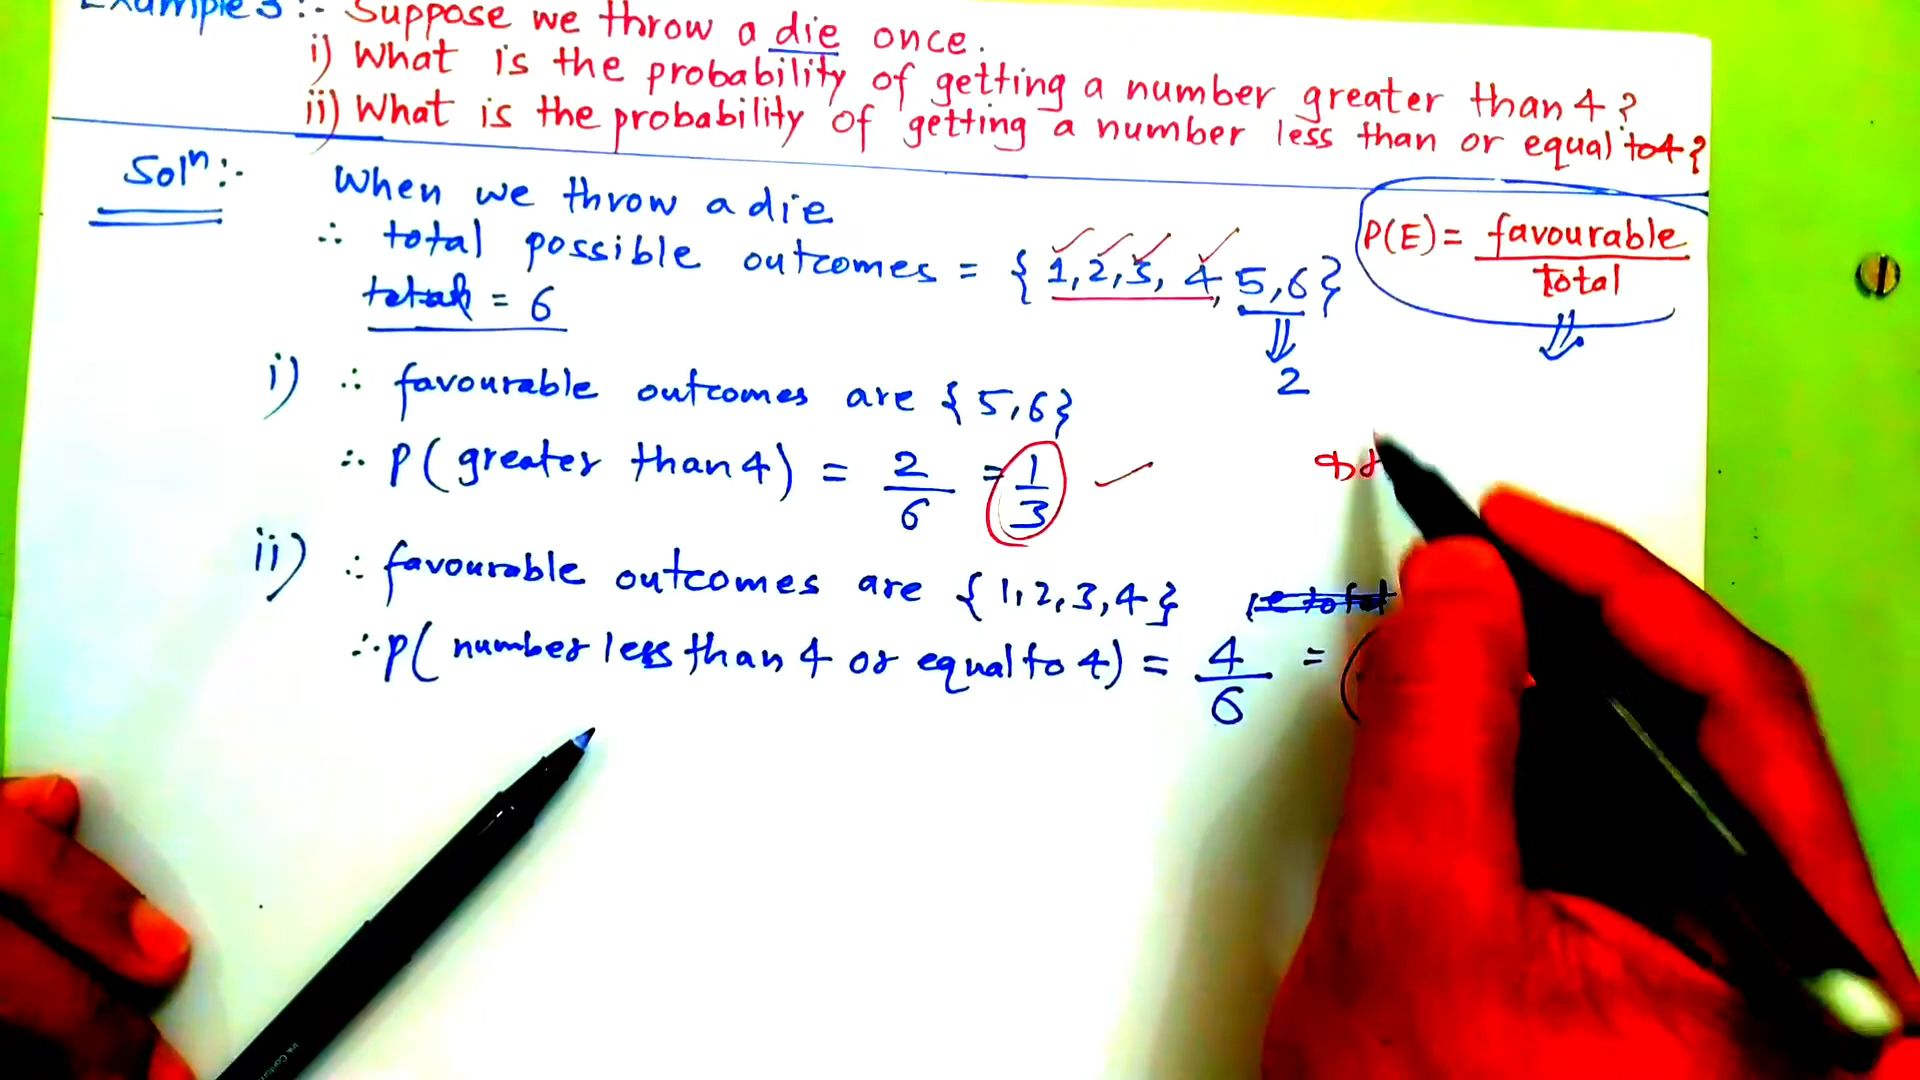 Example 3:- Suppose we throw a die once.
i) What is the probability of getting a number greater than 4?
ii) What is the probability of getting a number less than or equal to 4?
Solⁿ:- When we throw a die
∴ total possible outcomes = {1,2,3, 4, 5,6}
total = 6
P(E) = favourable / total
⇓
⇓
2
i) ∴ favourable outcomes are {5,6}
∴ P(greater than 4) = 2/6 = 1/3 ✓
ii) ∴ favourable outcomes are {1,2,3,4}
∴ P(number less than 4 or equal to 4) = 4/6 = (